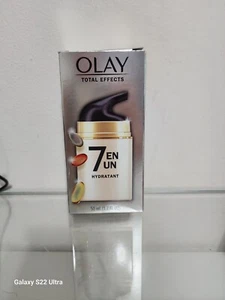 OLAY
TOTAL EFFECTS
7 EN
UN
HYDRATANT
Galaxy S22 Ultra